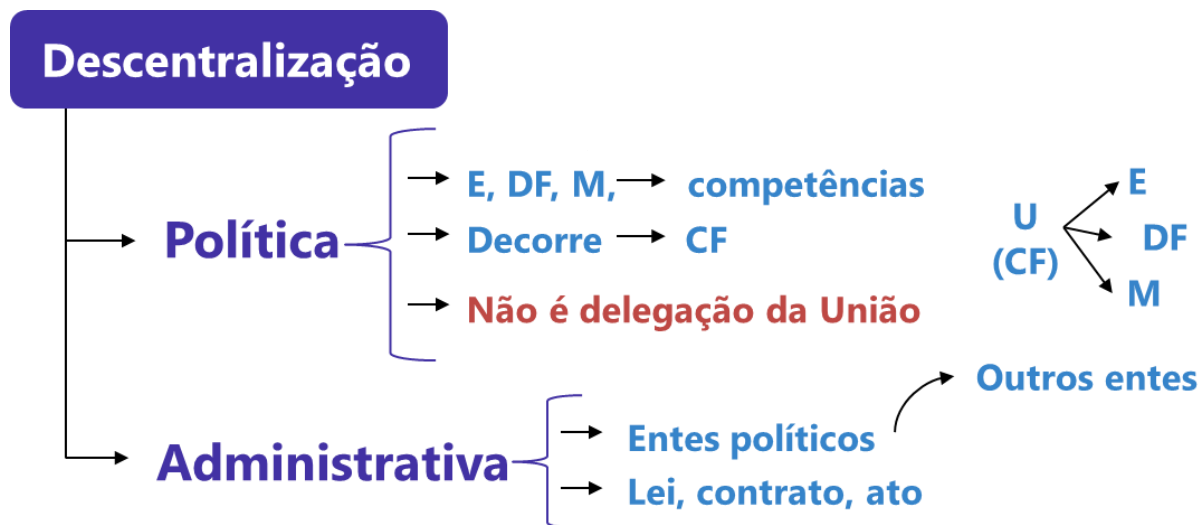 Descentralização
Política
E, DF, M,
competências
Decorre
CF
Não é delegação da União
U
(CF)
E
DF
M
Administrativa
Entes políticos
Outros entes
Lei, contrato, ato